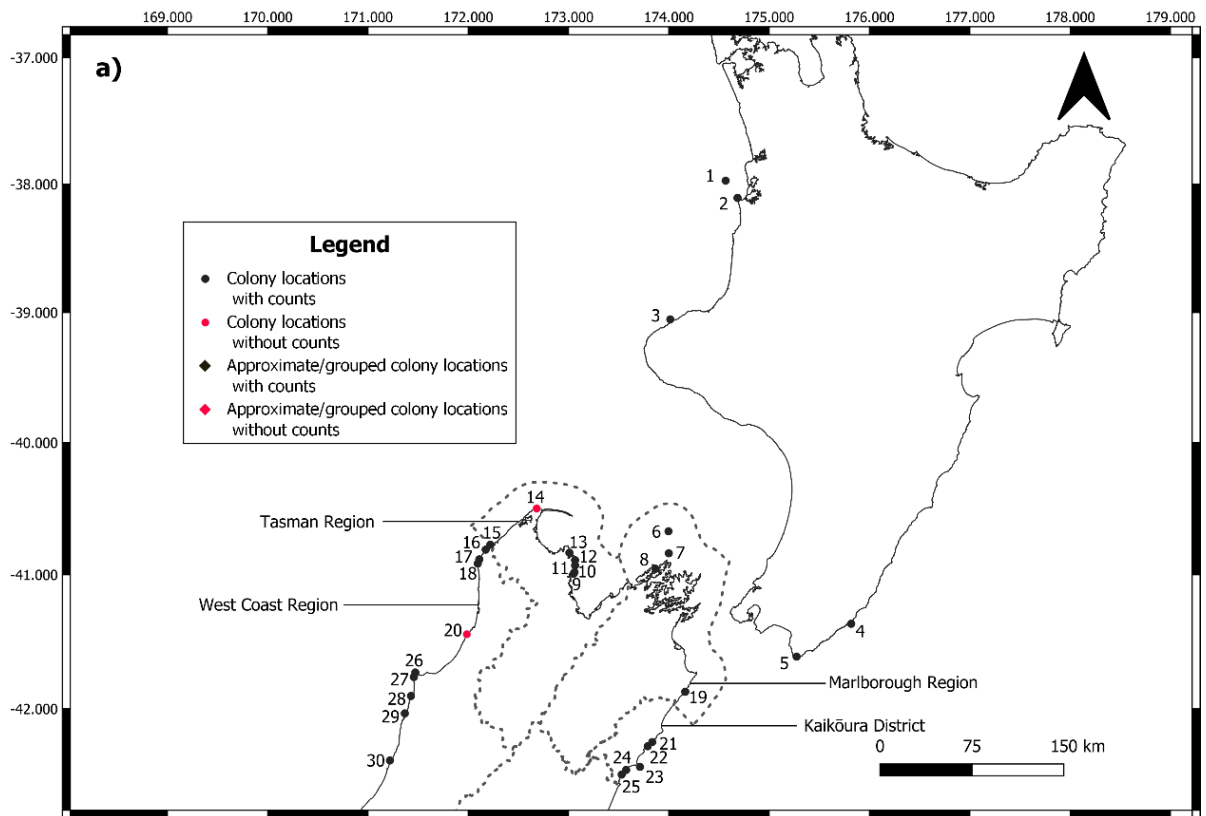 169.000 170.000 171.000 172.000 173.000 174.000 175.000 176.000 177.000 178.000 179.000
-37.000
a)
-38.000
1
2
Legend
Colony locations
with counts
Colony locations
without counts
Approximate/grouped colony locations
with counts
Approximate/grouped colony locations
without counts
-39.000
3
-40.000
14
Tasman Region
6
15
16
13
7
17
12
8
18
11
10
9
-41.000
West Coast Region
20
4
5
26
27
Marlborough Region
28
19
-42.000
29
Kaikōura District
21
22
30
24
23
25
0 75 150 km